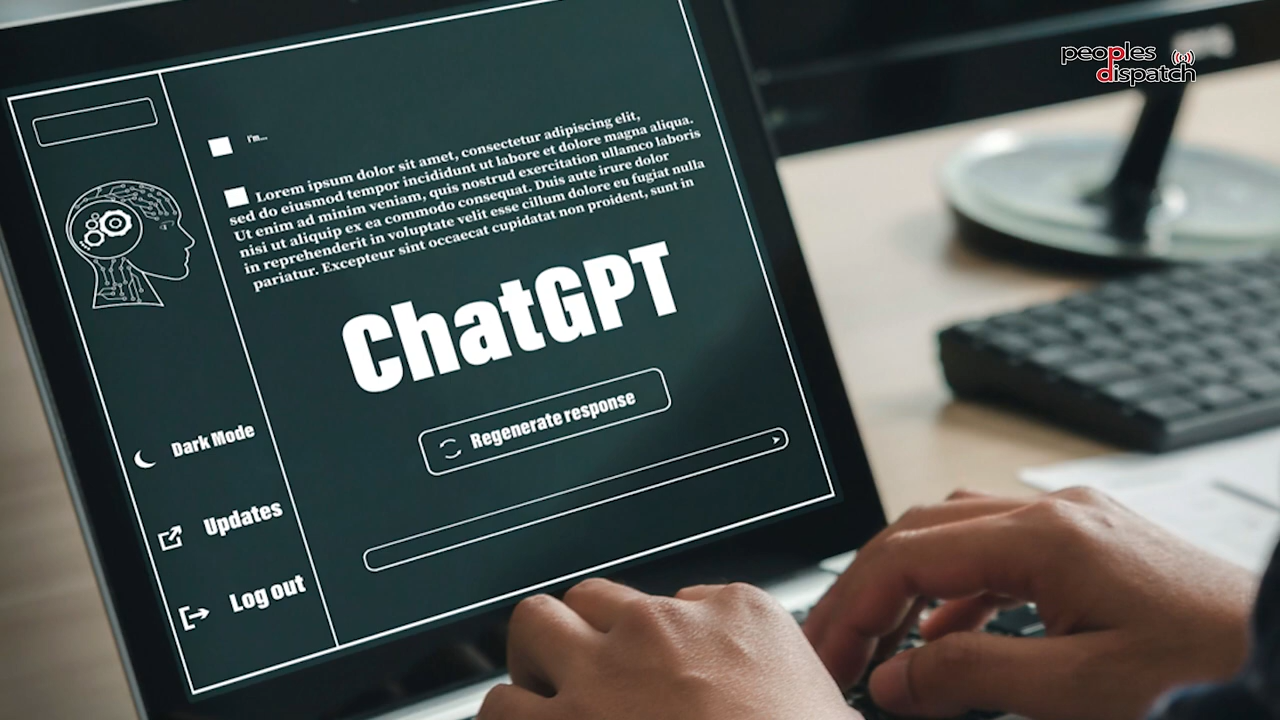 peoples
dispatch
I'm...
Lorem ipsum dolor sit amet, consectetur adipiscing elit,
sed do eiusmod tempor incididunt ut labore et dolore magna aliqua.
Ut enim ad minim veniam, quis nostrud exercitation ullamco laboris
nisi ut aliquip ex ea commodo consequat. Duis aute irure dolor
in reprehenderit in voluptate velit esse cillum dolore eu fugiat nulla
pariatur. Excepteur sint occaecat cupidatat non proident, sunt in
ChatGPT
Regenerate response
Dark Mode
Updates
Log out